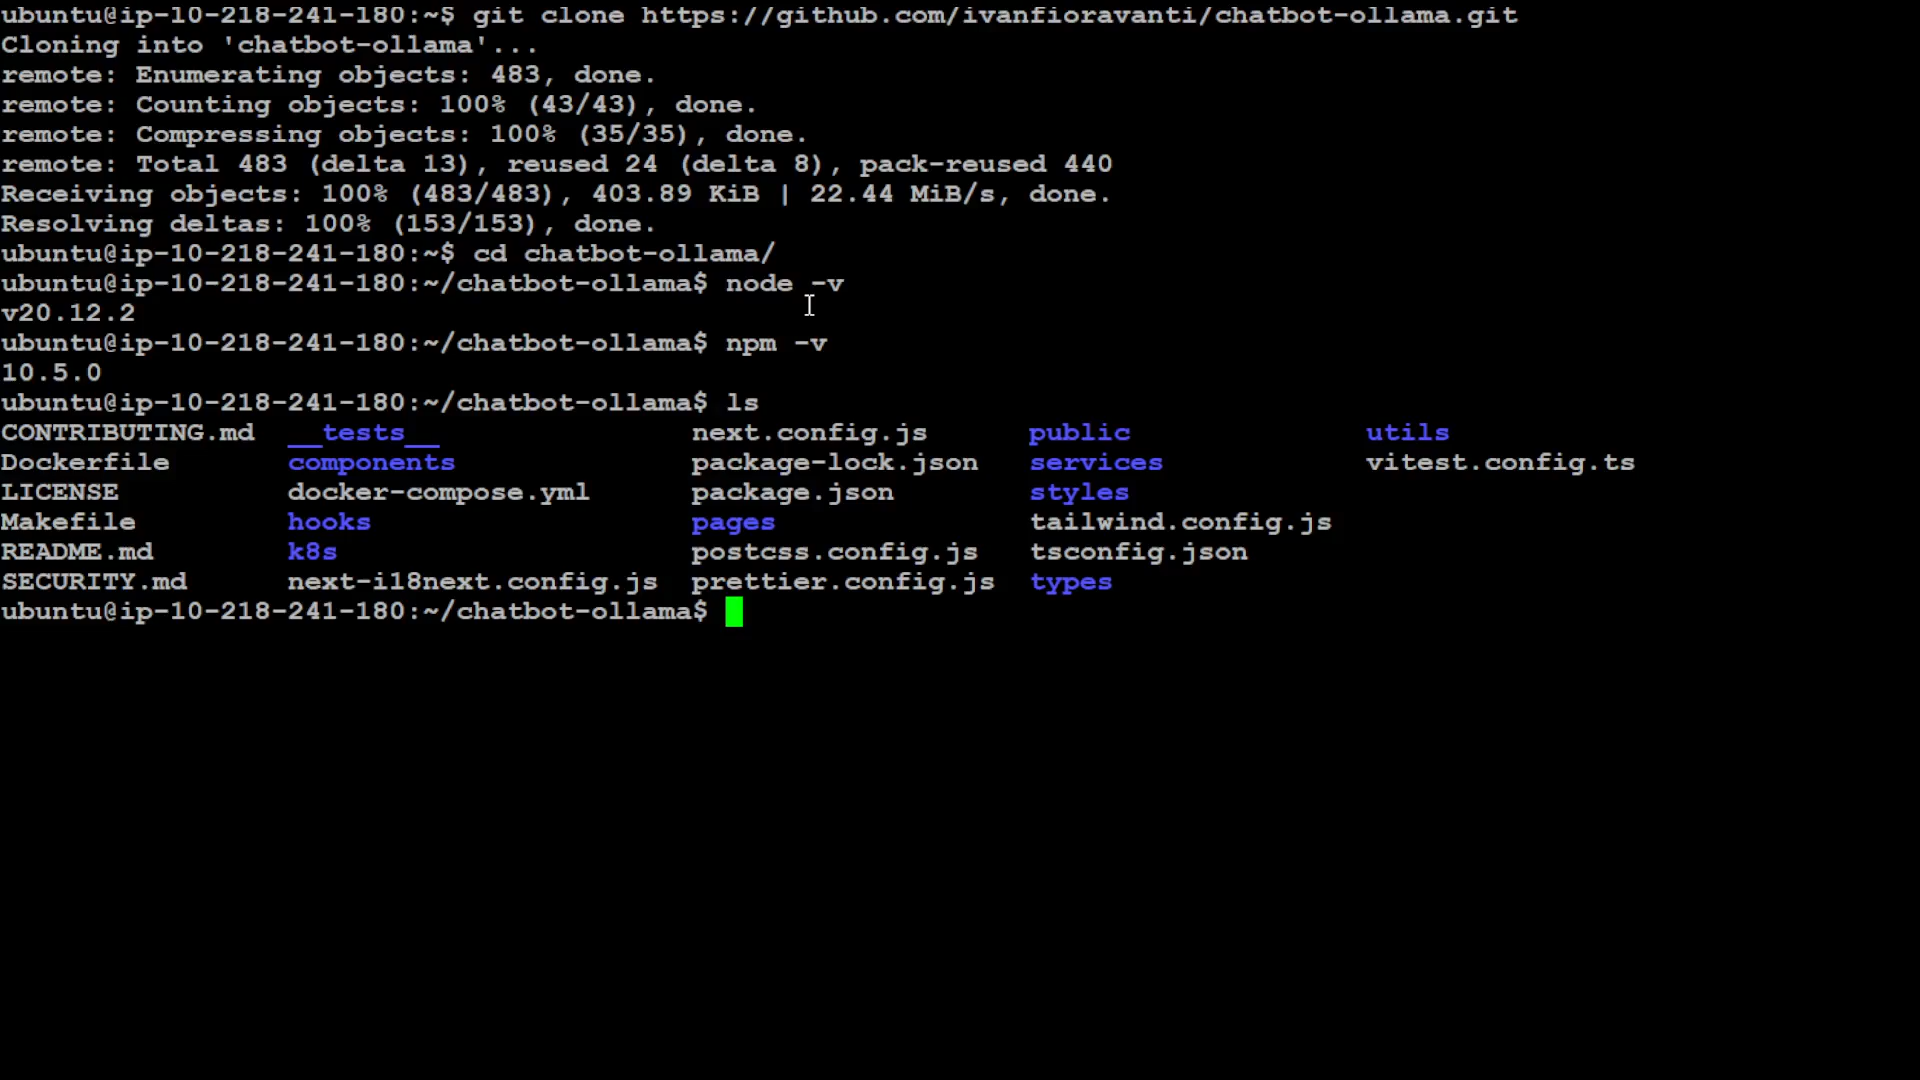 ubuntu@ip-10-218-241-180:~$ git clone https://github.com/ivanfioravanti/chatbot-ollama.git
Cloning into 'chatbot-ollama'...
remote: Enumerating objects: 483, done.
remote: Counting objects: 100% (43/43), done.
remote: Compressing objects: 100% (35/35), done.
remote: Total 483 (delta 13), reused 24 (delta 8), pack-reused 440
Receiving objects: 100% (483/483), 403.89 KiB | 22.44 MiB/s, done.
Resolving deltas: 100% (153/153), done.
ubuntu@ip-10-218-241-180:~$ cd chatbot-ollama/
ubuntu@ip-10-218-241-180:~/chatbot-ollama$ node -v
v20.12.2
ubuntu@ip-10-218-241-180:~/chatbot-ollama$ npm -v
10.5.0
ubuntu@ip-10-218-241-180:~/chatbot-ollama$ ls
CONTRIBUTING.md  __tests__               next.config.js      public              utils
Dockerfile       components              package-lock.json   services            vitest.config.ts
LICENSE          docker-compose.yml      package.json        styles
Makefile         hooks                   pages               tailwind.config.js
README.md        k8s                     postcss.config.js   tsconfig.json
SECURITY.md      next-i18next.config.js  prettier.config.js  types
ubuntu@ip-10-218-241-180:~/chatbot-ollama$